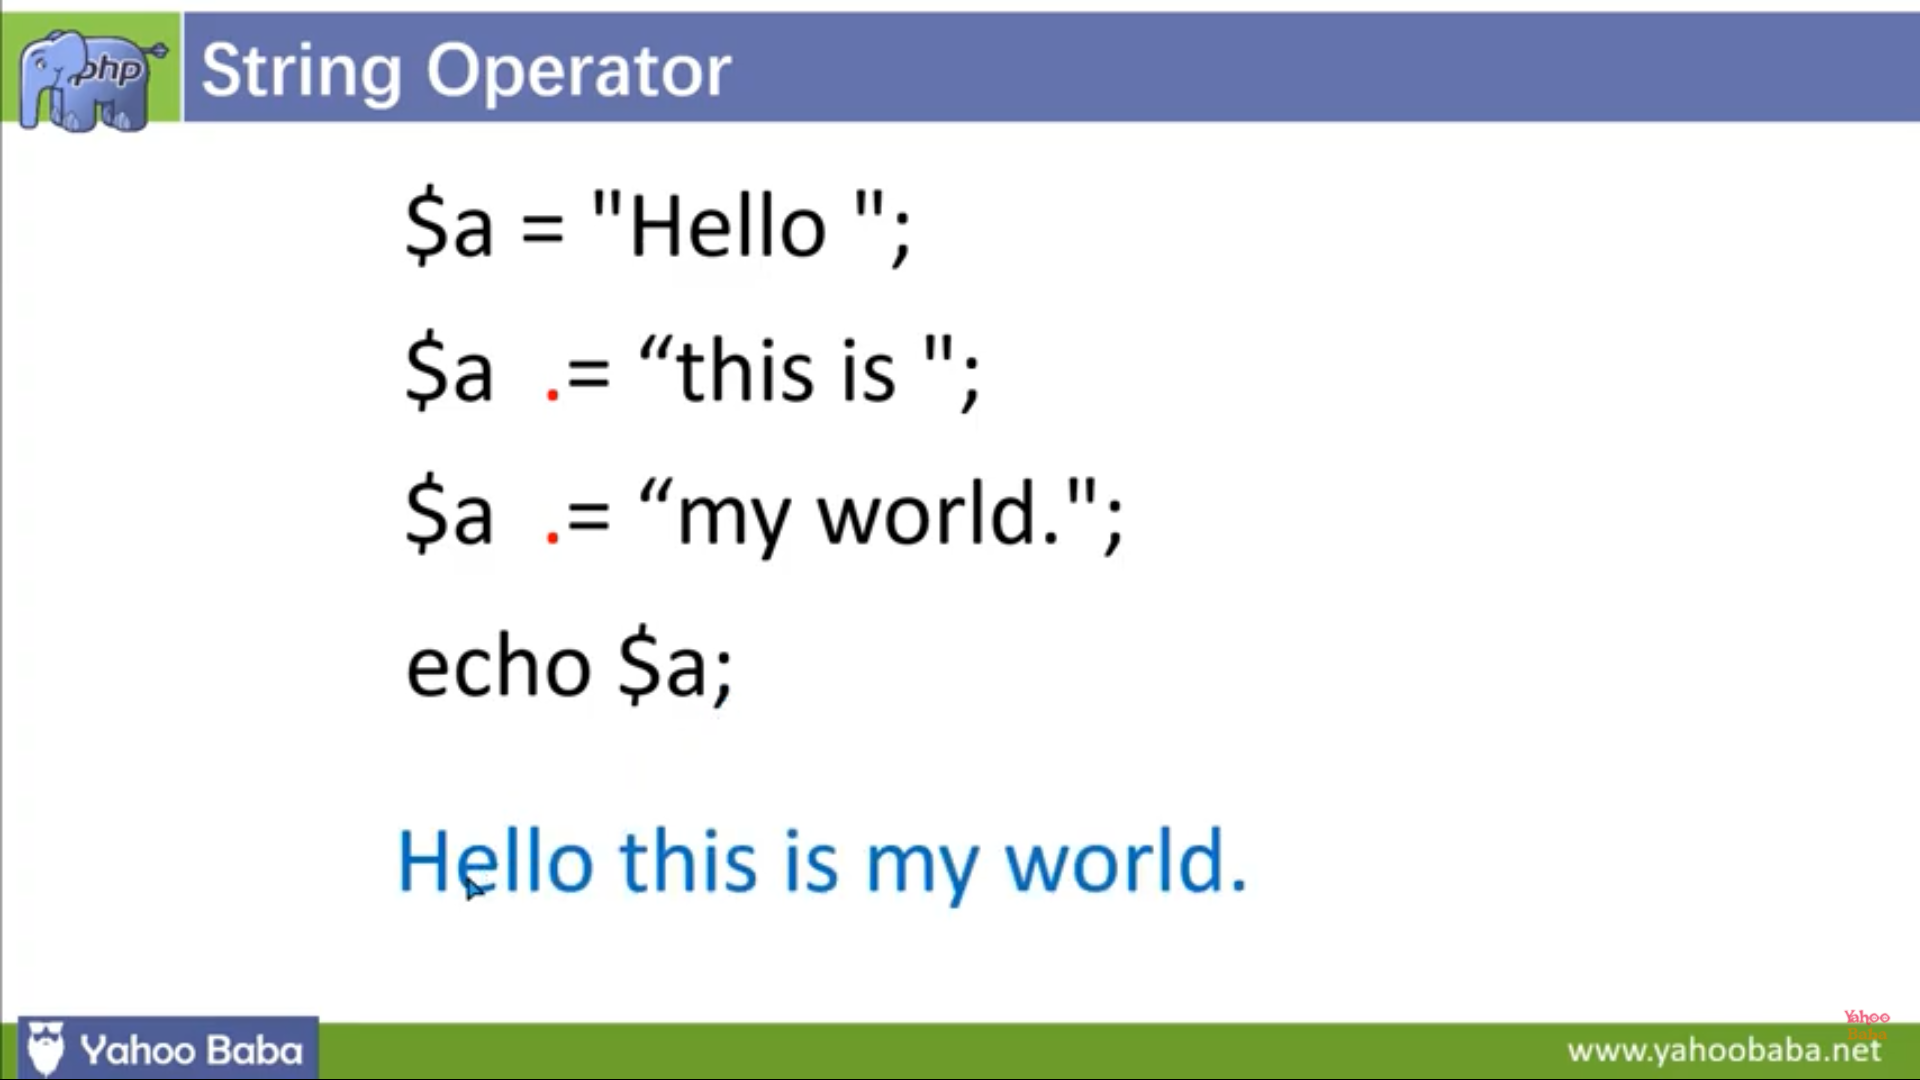 php
String Operator
$a = "Hello ";
$a .= “this is ";
$a .= “my world.";
echo $a;
Hello this is my world.
Yahoo
Baba
Yahoo Baba
www.yahoobaba.net